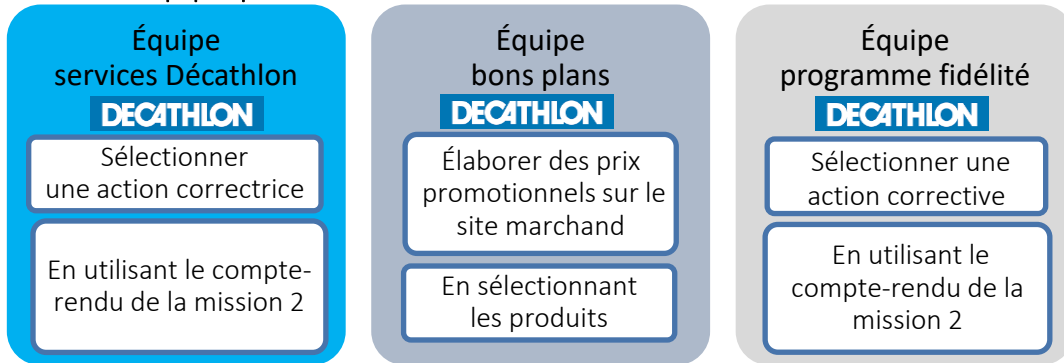 Équipe
services Décathlon
DECATHLON
Sélectionner
une action correctrice
En utilisant le compte-
rendu de la mission 2
Équipe
bons plans
DECATHLON
Élaborer des prix
promotionnels sur le
site marchand
En sélectionnant
les produits
Équipe
programme fidélité
DECATHLON
Sélectionner une
action corrective
En utilisant le
compte-rendu de la
mission 2